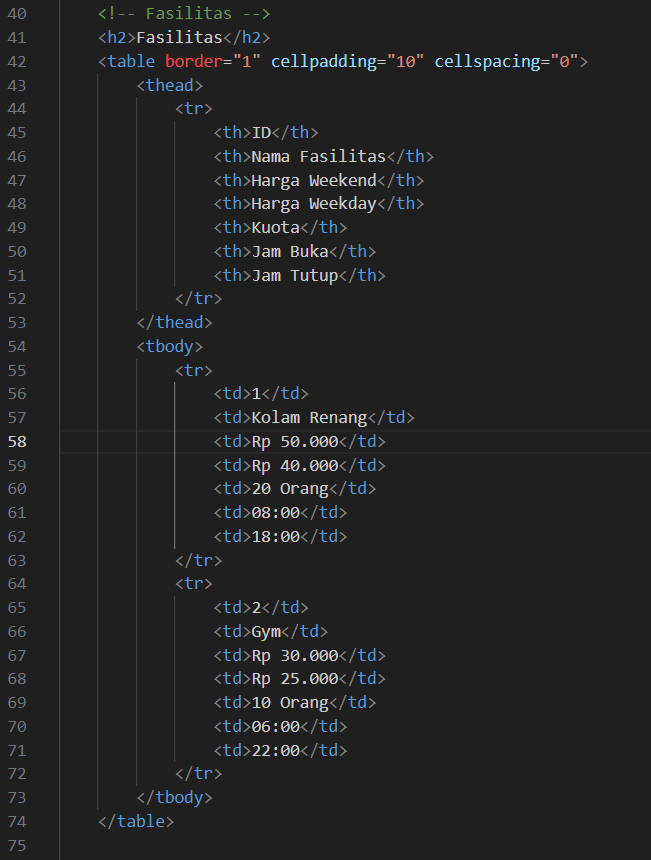 40 <!-- Fasilitas -->
41 <h2>Fasilitas</h2>
42 <table border="1" cellpadding="10" cellspacing="0">
43 <thead>
44 <tr>
45 <th>ID</th>
46 <th>Nama Fasilitas</th>
47 <th>Harga Weekend</th>
48 <th>Harga Weekday</th>
49 <th>Kuota</th>
50 <th>Jam Buka</th>
51 <th>Jam Tutup</th>
52 </tr>
53 </thead>
54 <tbody>
55 <tr>
56 <td>1</td>
57 <td>Kolam Renang</td>
58 <td>Rp 50.000</td>
59 <td>Rp 40.000</td>
60 <td>20 Orang</td>
61 <td>08:00</td>
62 <td>18:00</td>
63 </tr>
64 <tr>
65 <td>2</td>
66 <td>Gym</td>
67 <td>Rp 30.000</td>
68 <td>Rp 25.000</td>
69 <td>10 Orang</td>
70 <td>06:00</td>
71 <td>22:00</td>
72 </tr>
73 </tbody>
74 </table>
75